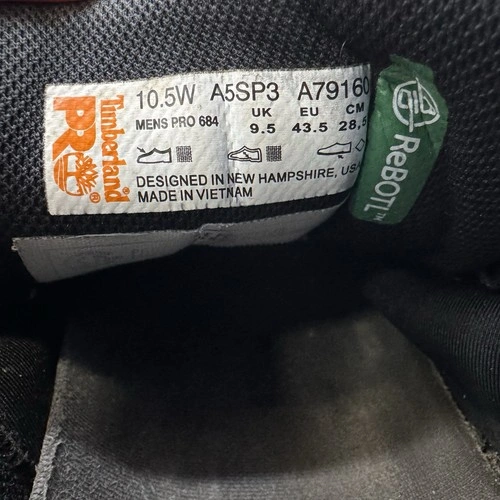 Timberland
PRO®
10.5W A5SP3 A79160
MENS PRO 684
UK EU CM
9.5 43.5 28,5
DESIGNED IN NEW HAMPSHIRE, USA
MADE IN VIETNAM
ReBOTL™